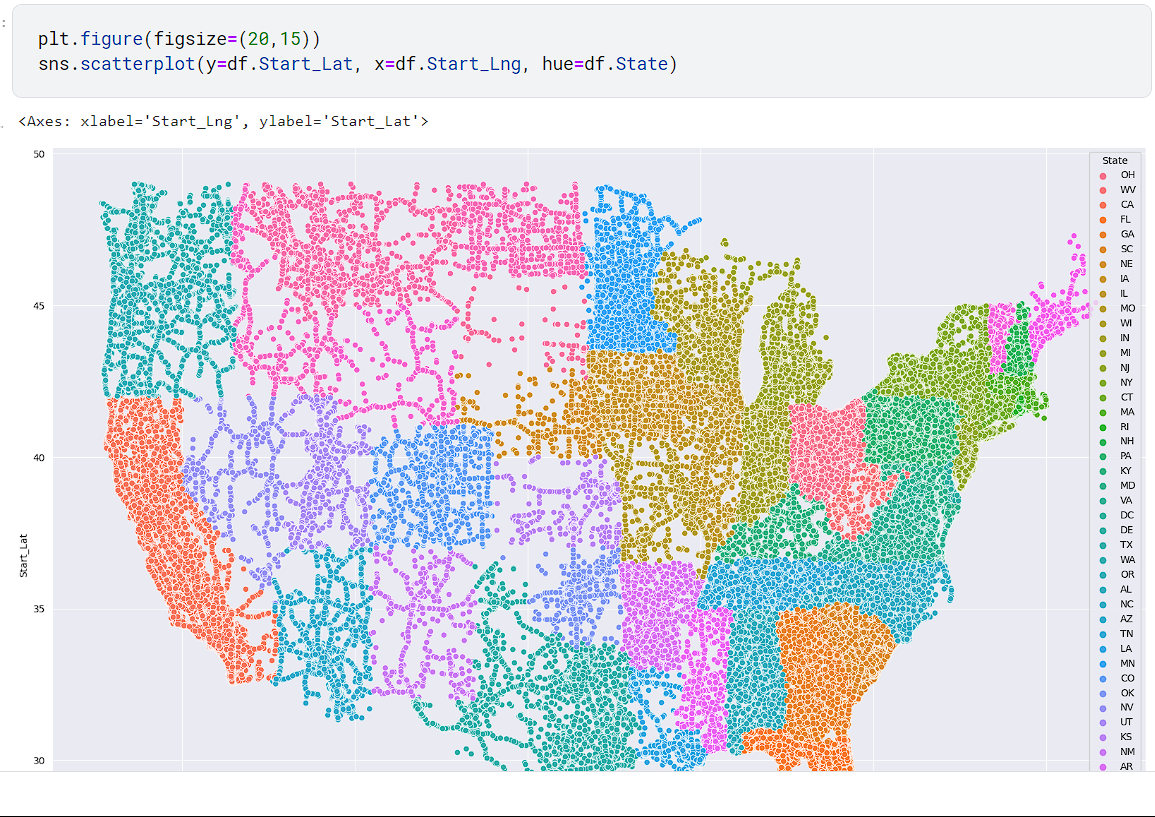 :
plt.figure(figsize=(20,15))
sns.scatterplot(y=df.Start_Lat, x=df.Start_Lng, hue=df.State)
<Axes: xlabel='Start_Lng', ylabel='Start_Lat'>
50
45
40
35
30
Start_Lat
State
OH
WV
CA
FL
GA
SC
NE
IA
IL
MO
WI
IN
MI
NJ
NY
CT
MA
RI
NH
PA
KY
MD
VA
DC
DE
TX
WA
OR
AL
NC
AZ
TN
LA
MN
CO
OK
NV
UT
KS
NM
AR